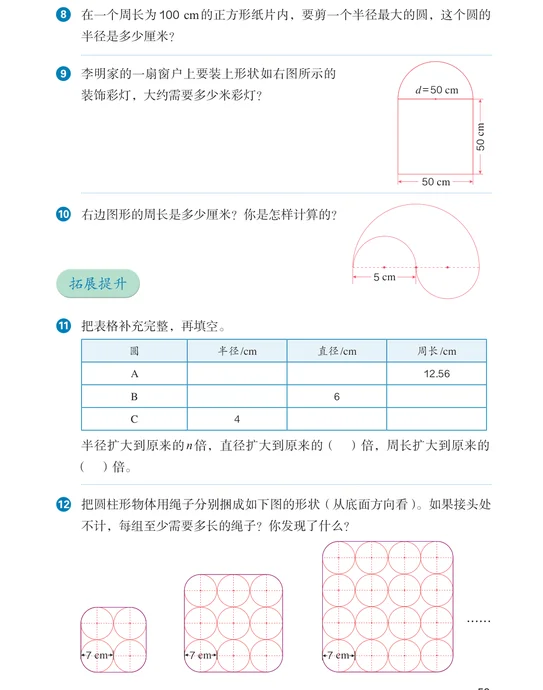 8 在一个周长为100 cm的正方形纸片内，要剪一个半径最大的圆，这个圆的
半径是多少厘米？
9 李明家的一扇窗户上要装上形状如右图所示的
装饰彩灯，大约需要多少米彩灯？
d=50 cm
50 cm
50 cm
10 右边图形的周长是多少厘米？你是怎样计算的？
5 cm
拓展提升
11 把表格补充完整，再填空。
圆 半径/cm 直径/cm 周长/cm
A 12.56
B 6
C 4
半径扩大到原来的n倍，直径扩大到原来的（ ）倍，周长扩大到原来的
（ ）倍。
12 把圆柱形物体用绳子分别捆成如下图的形状（从底面方向看）。如果接头处
不计，每组至少需要多长的绳子？你发现了什么？
7 cm 7 cm 7 cm ……